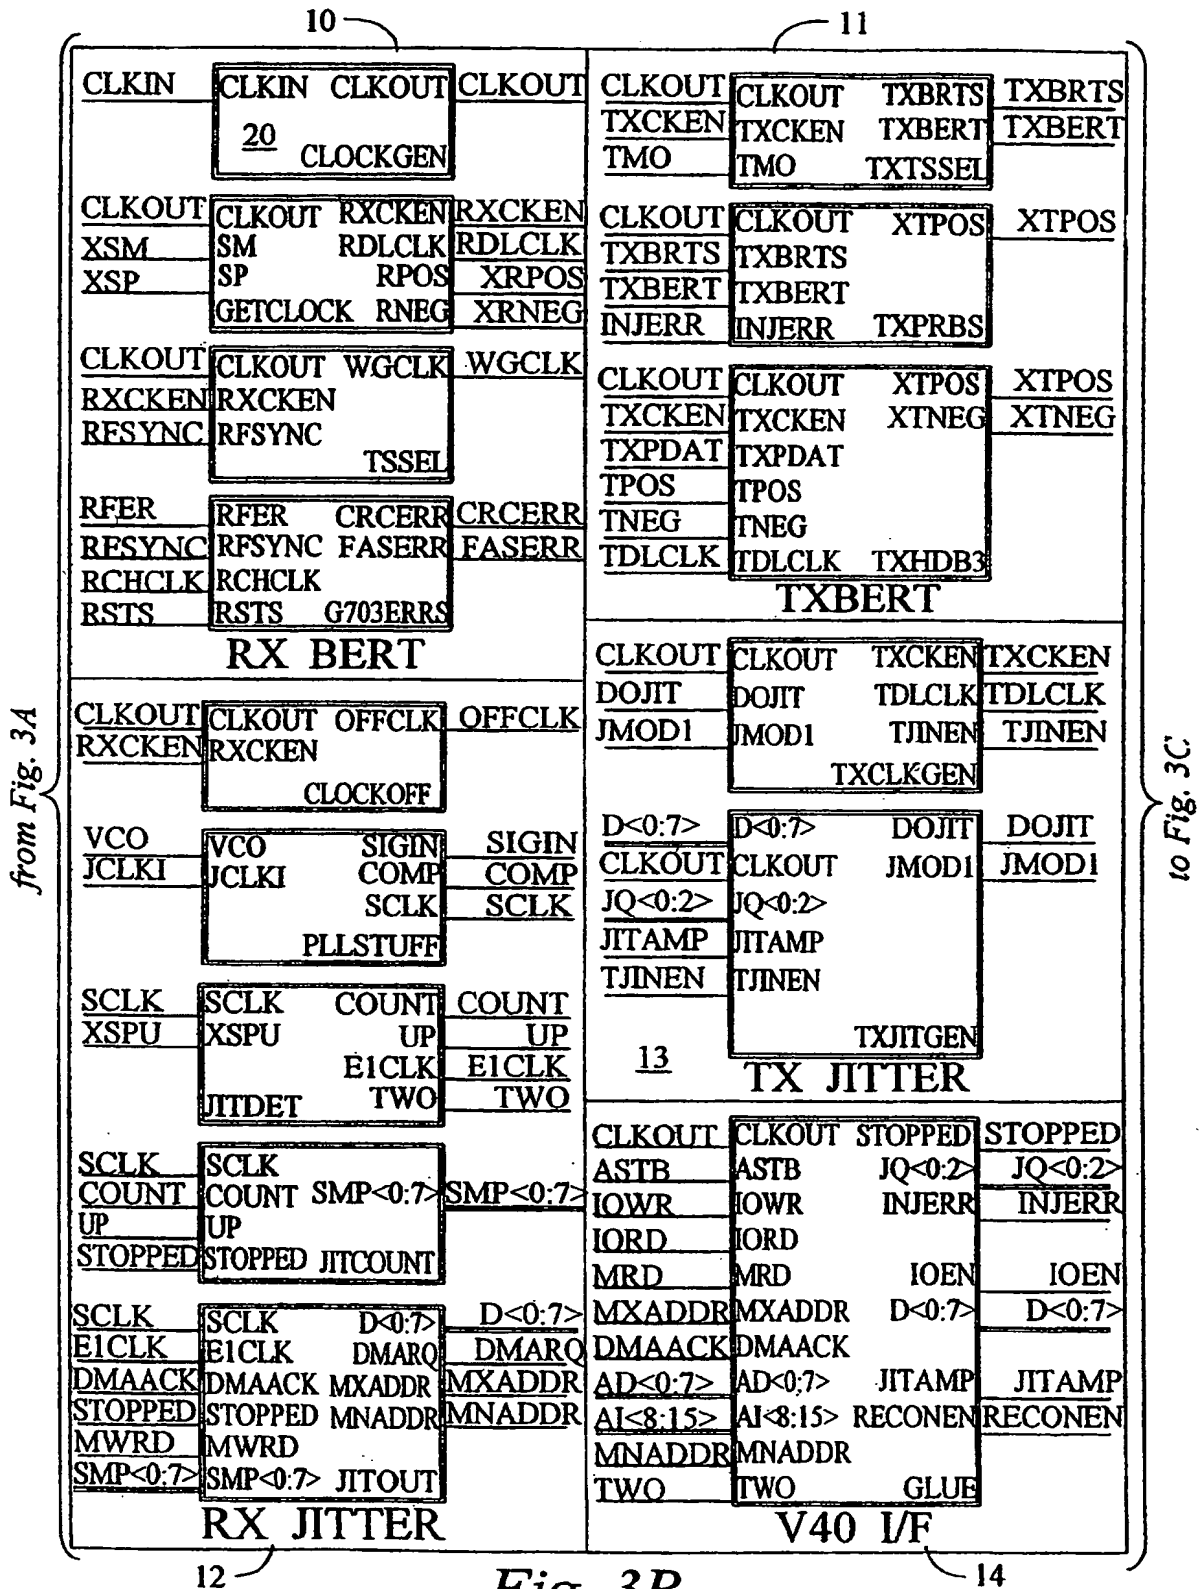 10
11
from Fig. 3A
CLKIN CLKIN CLKOUT CLKOUT
20
CLOCKGEN
CLKOUT CLKOUT RXCKEN RXCKEN
XSM SM RDLCLK RDLCLK
XSP SP RPOS XRPOS
GETCLOCK RNEG XRNEG
CLKOUT CLKOUT WGCLK WGCLK
RXCKEN RXCKEN
RFSYNC RFSYNC
TSSEL
RFER RFER CRCERR CRCERR
RFSYNC RFSYNC FASERR FASERR
RCHCLK RCHCLK
RSTS RSTS G703ERRS
RX BERT
CLKOUT CLKOUT OFFCLK OFFCLK
RXCKEN RXCKEN
CLOCKOFF
VCO VCO SIGIN SIGIN
JCLKI JCLKI COMP COMP
SCLK SCLK
PLLSTUFF
SCLK SCLK COUNT COUNT
XSPU XSPU UP UP
E1CLK E1CLK
JITDET TWO TWO
SCLK SCLK
COUNT COUNT SMP<0:7> SMP<0:7>
UP UP
STOPPED STOPPED JITCOUNT
SCLK SCLK D<0:7> D<0:7>
E1CLK E1CLK DMARQ DMARQ
DMAACK DMAACK MXADDR MXADDR
STOPPED STOPPED MNADDR MNADDR
MWRD MWRD
SMP<0:7> SMP<0:7> JITOUT
RX JITTER
12
CLKOUT CLKOUT TXBRTS TXBRTS
TXCKEN TXCKEN TXBERT TXBERT
TMO TMO TXTSSEL
CLKOUT CLKOUT XTPOS XTPOS
TXBRTS TXBRTS
TXBERT TXBERT
INJERR INJERR TXPRBS
CLKOUT CLKOUT XTPOS XTPOS
TXCKEN TXCKEN XTNEG XTNEG
TXPDAT TXPDAT
TPOS TPOS
TNEG TNEG
TDLCLK TDLCLK TXHDB3
TXBERT
CLKOUT CLKOUT TXCKEN TXCKEN
DOJIT DOJIT TDLCLK TDLCLK
JMOD1 JMOD1 TJINEN TJINEN
TXCLKGEN
D<0:7> D<0:7> DOJIT DOJIT
CLKOUT CLKOUT JMOD1 JMOD1
JQ<0:2> JQ<0:2>
JITAMP JITAMP
TJINEN TJINEN
TXJITGEN
13
TX JITTER
CLKOUT CLKOUT STOPPED STOPPED
ASTB ASTB JQ<0:2> JQ<0:2>
IOWR IOWR INJERR INJERR
IORD IORD
MRD MRD IOEN IOEN
MXADDR MXADDR D<0:7> D<0:7>
DMAACK DMAACK
AD<0:7> AD<0:7> JITAMP JITAMP
AI<8:15> AI<8:15> RECONEN RECONEN
MNADDR MNADDR
TWO TWO GLUE
V40 I/F
14
to Fig. 3C
Fig. 3B